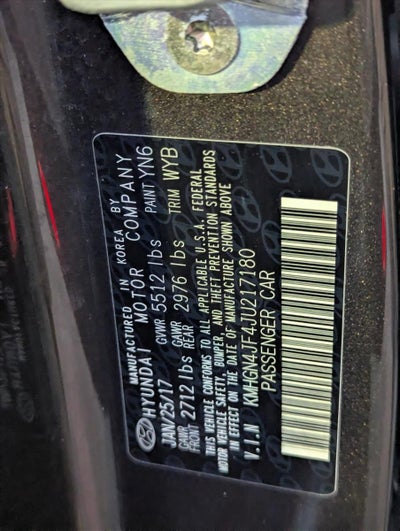 MANUFACTURED IN KOREA BY
HYUNDAI MOTOR COMPANY
JAN/25/17 GVWR 5512 lbs PAINT YN6
GAWR FRONT 2712 lbs GAWR REAR 2976 lbs TRIM WYB
THIS VEHICLE CONFORMS TO ALL APPLICABLE U.S.A. FEDERAL
MOTOR VEHICLE SAFETY, BUMPER, AND THEFT PREVENTION STANDARDS
IN EFFECT ON THE DATE OF MANUFACTURE SHOWN ABOVE
V.I.N KMHGN4JF4JU217180
PASSENGER CAR